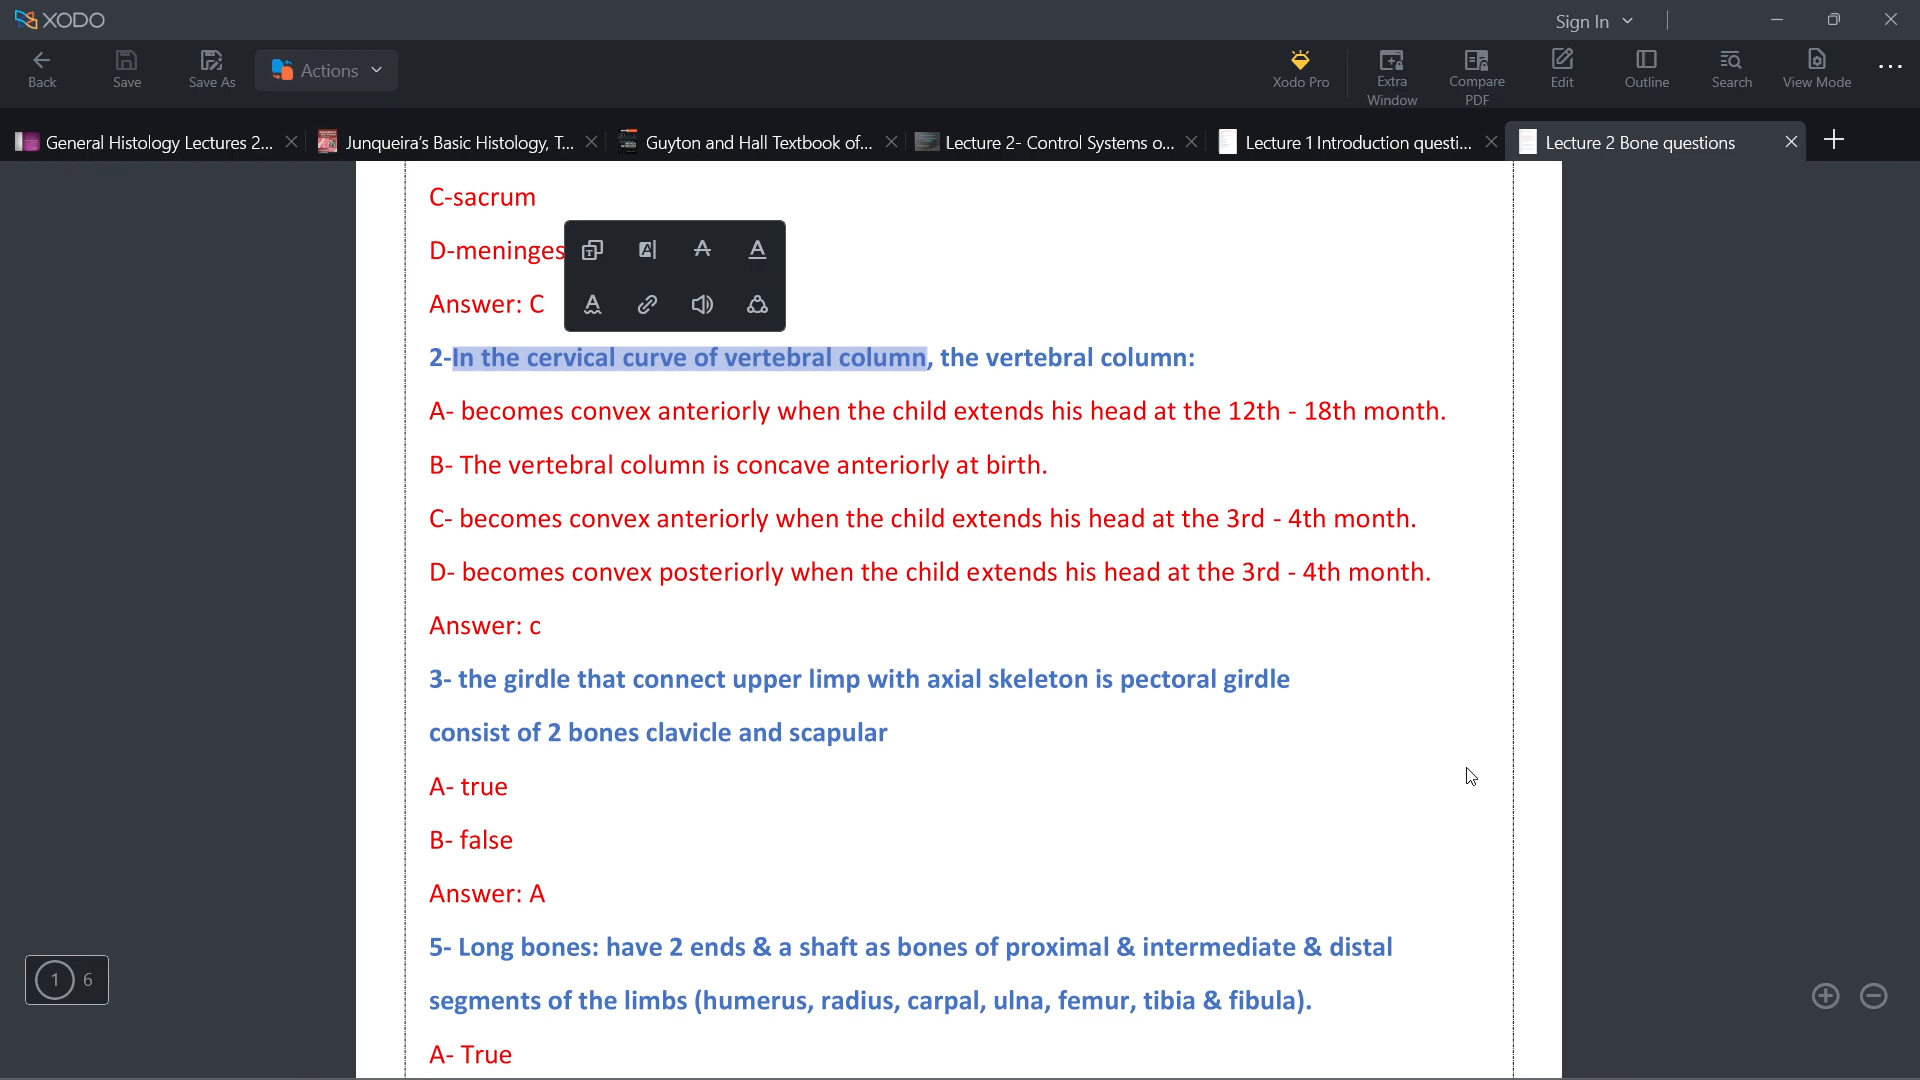 XODO
Sign In
Back
Save
Save As
Actions
Xodo Pro
Extra Window
Compare PDF
Edit
Outline
Search
View Mode
General Histology Lectures 2...
Junqueira's Basic Histology, T...
Guyton and Hall Textbook of...
Lecture 2- Control Systems o...
Lecture 1 Introduction questi...
Lecture 2 Bone questions
C-sacrum
D-meninges
Answer: C
2-In the cervical curve of vertebral column, the vertebral column:
A- becomes convex anteriorly when the child extends his head at the 12th - 18th month.
B- The vertebral column is concave anteriorly at birth.
C- becomes convex anteriorly when the child extends his head at the 3rd - 4th month.
D- becomes convex posteriorly when the child extends his head at the 3rd - 4th month.
Answer: c
3- the girdle that connect upper limp with axial skeleton is pectoral girdle
consist of 2 bones clavicle and scapular
A- true
B- false
Answer: A
5- Long bones: have 2 ends & a shaft as bones of proximal & intermediate & distal
segments of the limbs (humerus, radius, carpal, ulna, femur, tibia & fibula).
A- True
1 6